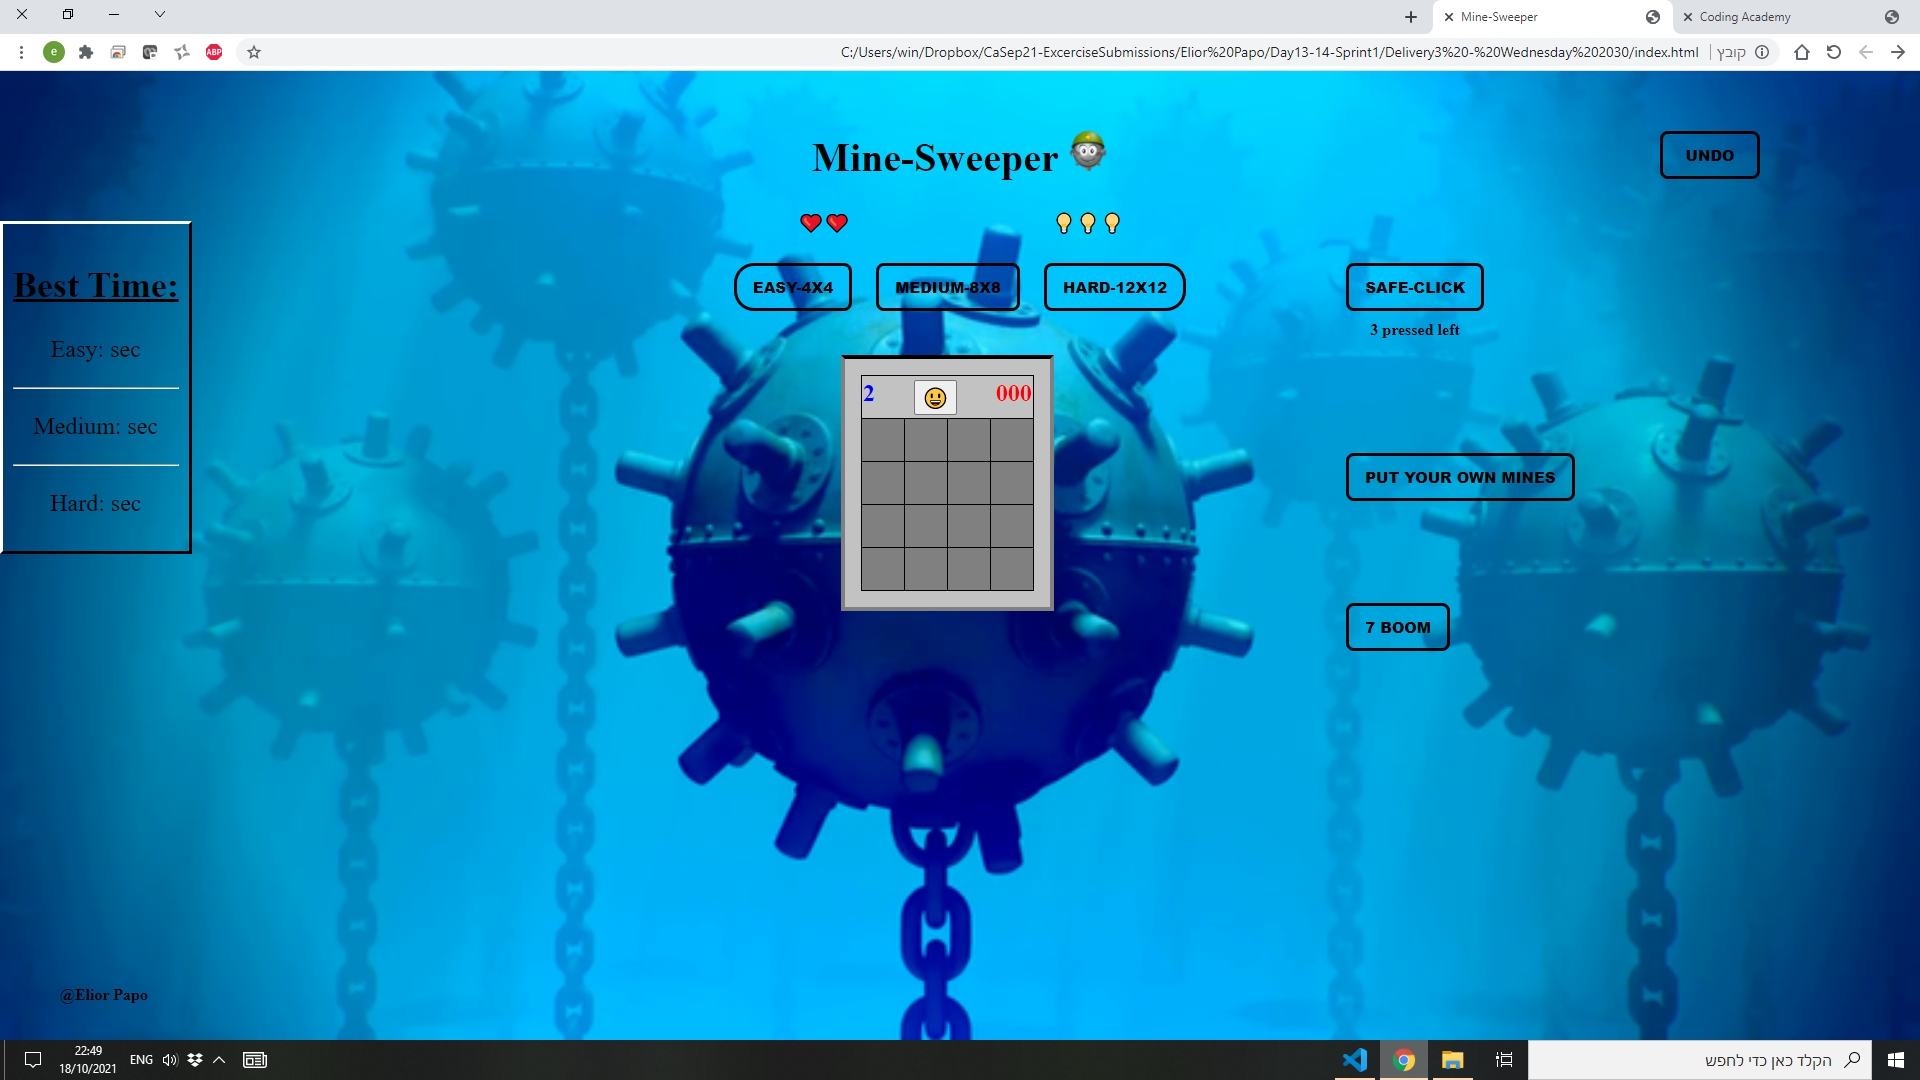 Mine-Sweeper
Coding Academy
e
ABP
C:/Users/win/Dropbox/CaSep21-ExcerciseSubmissions/Elior%20Papo/Day13-14-Sprint1/Delivery3%20-%20Wednesday%202030/index.html
קובץ
Mine-Sweeper
UNDO
Best Time:
Easy: sec
Medium: sec
Hard: sec
EASY-4X4
MEDIUM-8X8
HARD-12X12
SAFE-CLICK
3 pressed left
2
000
PUT YOUR OWN MINES
7 BOOM
@Elior Papo
22:49
18/10/2021
ENG
הקלד כאן כדי לחפש